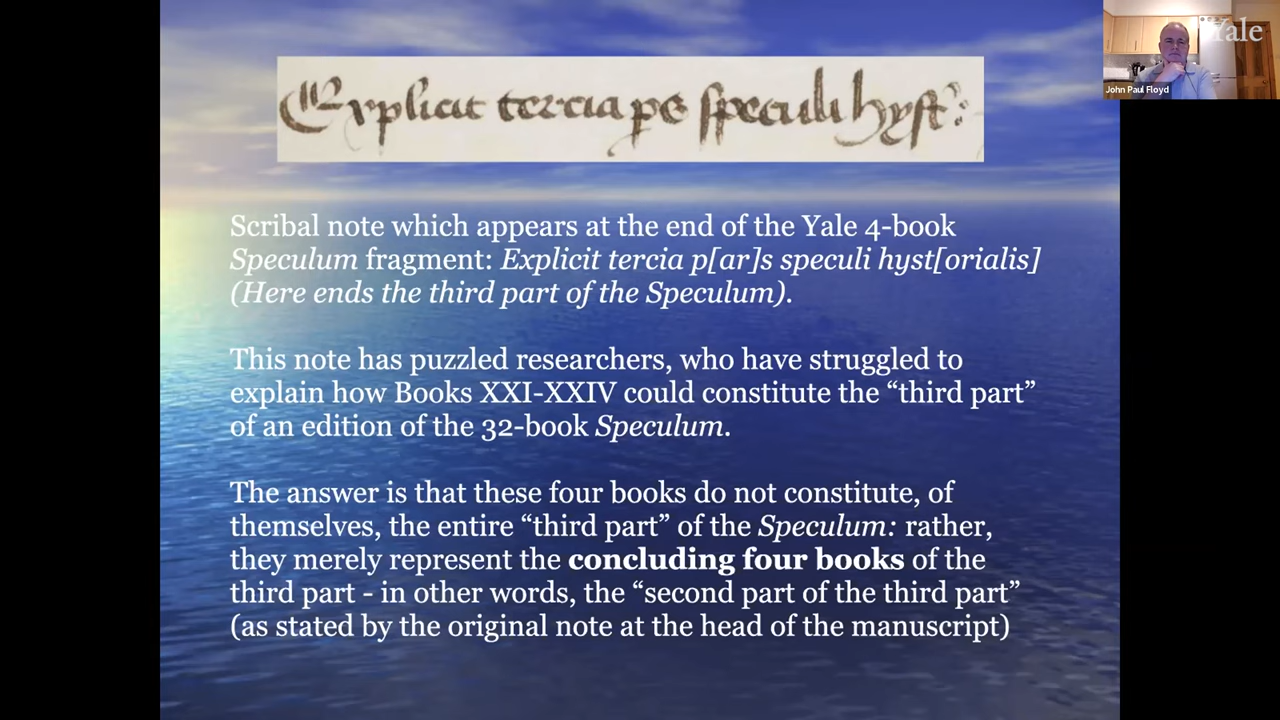 Explicit tercia ps speculi hyst
Yale
John Paul Floyd
Scribal note which appears at the end of the Yale 4-book
Speculum fragment: Explicit tercia p[ar]s speculi hyst[orialis]
(Here ends the third part of the Speculum).
This note has puzzled researchers, who have struggled to
explain how Books XXI-XXIV could constitute the “third part”
of an edition of the 32-book Speculum.
The answer is that these four books do not constitute, of
themselves, the entire “third part” of the Speculum: rather,
they merely represent the concluding four books of the
third part - in other words, the “second part of the third part”
(as stated by the original note at the head of the manuscript)